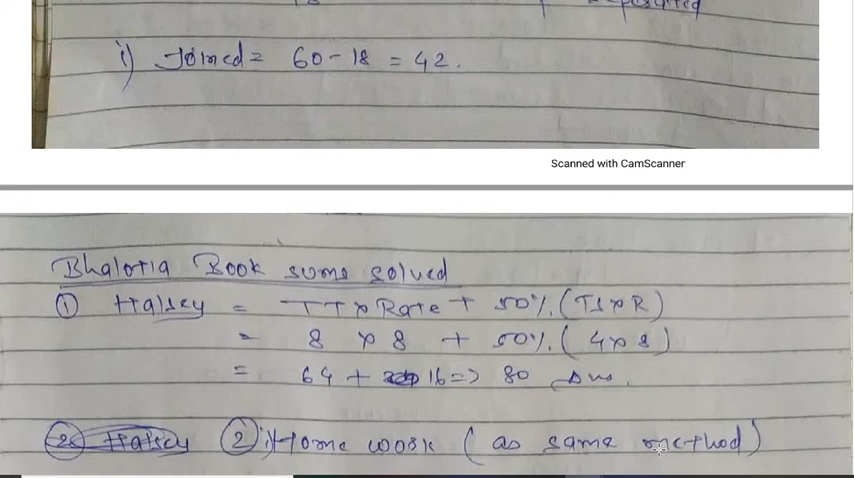 i) Joined = 60 - 18 = 42.
Scanned with CamScanner
Bhalotia Book sums solved
① Halsey = TT x Rate + 50% (TS x R)
= 8 x 8 + 50% (4 x 8)
= 64 + 16 => 80 Ans.
② i) Home work (as same method)